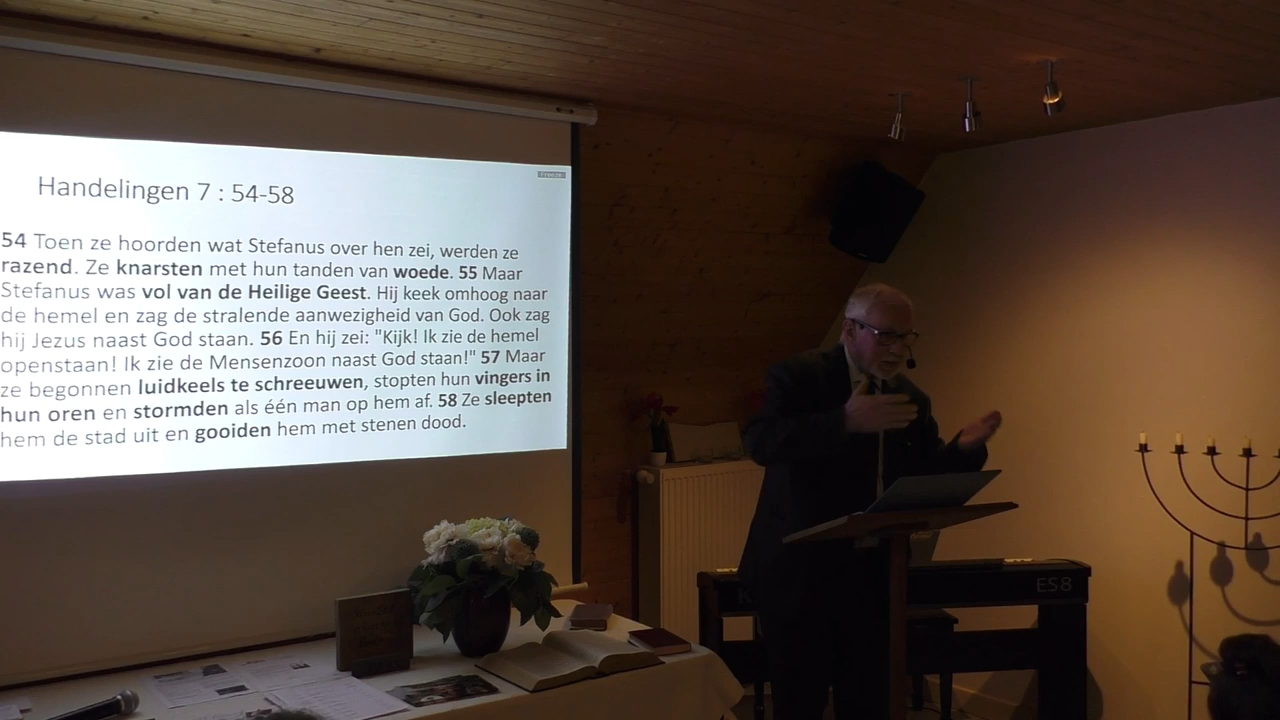 Freeze
Handelingen 7 : 54-58
54 Toen ze hoorden wat Stefanus over hen zei, werden ze
razend. Ze knarsten met hun tanden van woede. 55 Maar
Stefanus was vol van de Heilige Geest. Hij keek omhoog naar
de hemel en zag de stralende aanwezigheid van God. Ook zag
hij Jezus naast God staan. 56 En hij zei: "Kijk! Ik zie de hemel
openstaan! Ik zie de Mensenzoon naast God staan!" 57 Maar
ze begonnen luidkeels te schreeuwen, stopten hun vingers in
hun oren en stormden als één man op hem af. 58 Ze sleepten
hem de stad uit en gooiden hem met stenen dood.
ES8